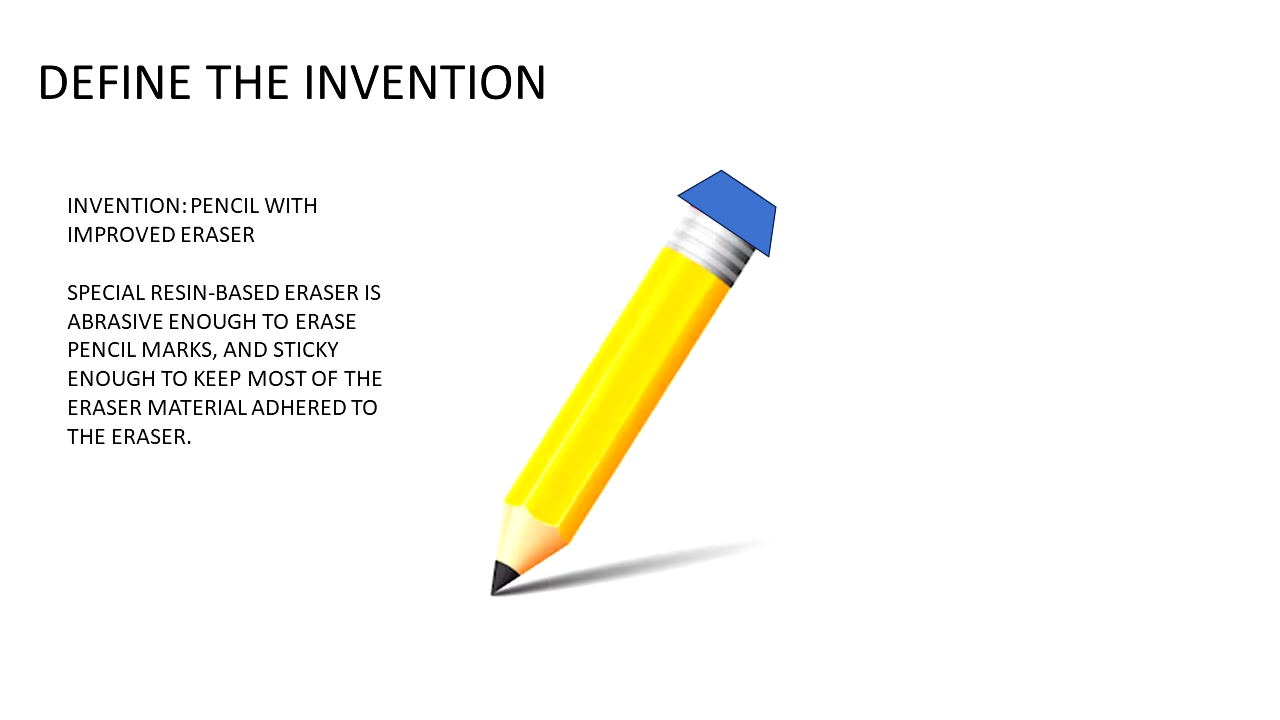 DEFINE THE INVENTION
INVENTION: PENCIL WITH
IMPROVED ERASER
SPECIAL RESIN-BASED ERASER IS
ABRASIVE ENOUGH TO ERASE
PENCIL MARKS, AND STICKY
ENOUGH TO KEEP MOST OF THE
ERASER MATERIAL ADHERED TO
THE ERASER.